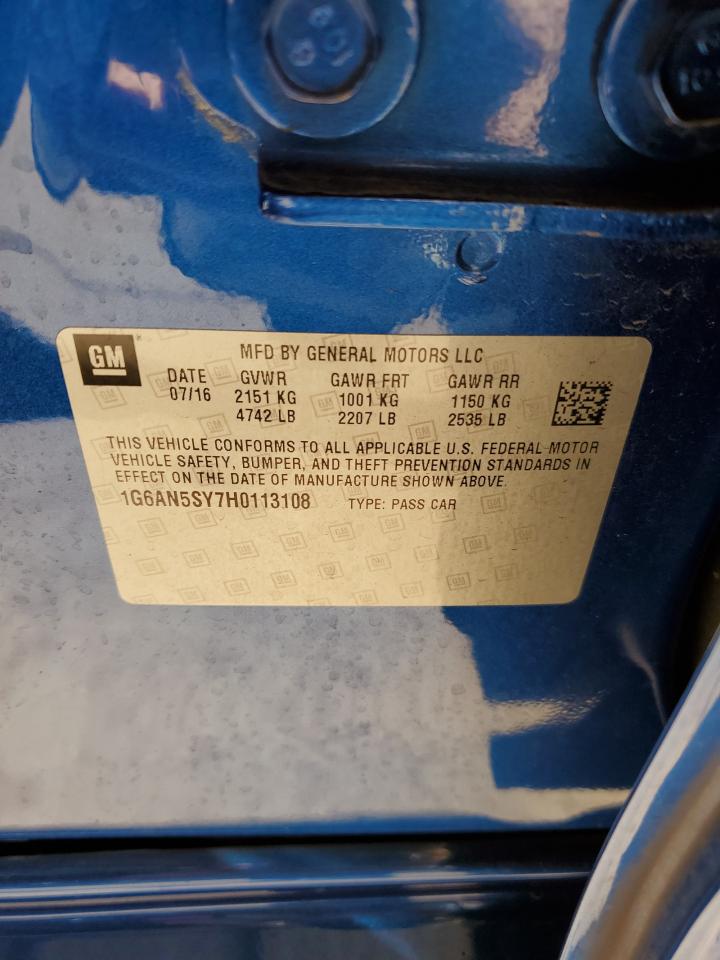 GM MFD BY GENERAL MOTORS LLC
DATE GVWR GAWR FRT GAWR RR
07/16 2151 KG 1001 KG 1150 KG
4742 LB 2207 LB 2535 LB
THIS VEHICLE CONFORMS TO ALL APPLICABLE U.S. FEDERAL MOTOR
VEHICLE SAFETY, BUMPER, AND THEFT PREVENTION STANDARDS IN
EFFECT ON THE DATE OF MANUFACTURE SHOWN ABOVE.
1G6AN5SY7H0113108 TYPE: PASS CAR